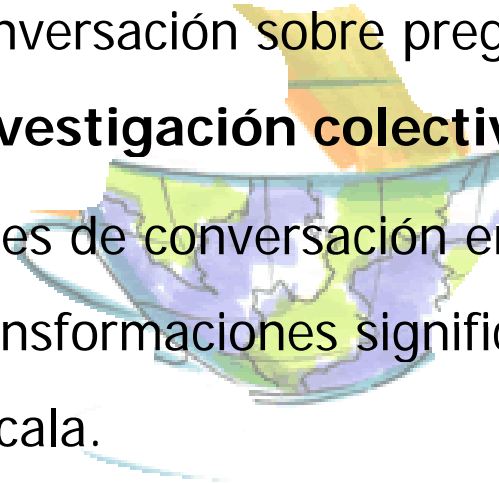 nversación sobre preg
vestigación colectiv
es de conversación en
nsformaciones signific
cala.